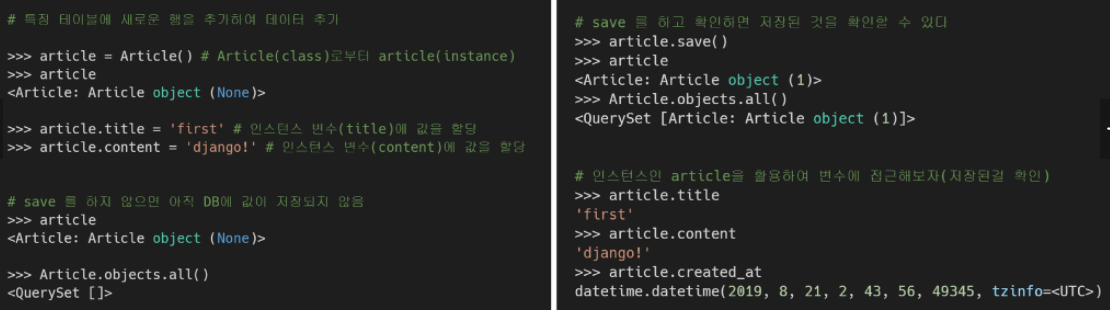 # 특정 테이블에 새로운 행을 추가하여 데이터 추가
>>> article = Article() # Article(class)로부터 article(instance)
>>> article
<Article: Article object (None)>
>>> article.title = 'first' # 인스턴스 변수(title)에 값을 할당
>>> article.content = 'django!' # 인스턴스 변수(content)에 값을 할당
# save 를 하지 않으면 아직 DB에 값이 저장되지 않음
>>> article
<Article: Article object (None)>
>>> Article.objects.all()
<QuerySet []>
# save 를 하고 확인하면 저장된 것을 확인할 수 있다
>>> article.save()
>>> article
<Article: Article object (1)>
>>> Article.objects.all()
<QuerySet [Article: Article object (1)]>
# 인스턴스인 article을 활용하여 변수에 접근해보자(저장된걸 확인)
>>> article.title
'first'
>>> article.content
'django!'
>>> article.created_at
datetime.datetime(2019, 8, 21, 2, 43, 56, 49345, tzinfo=<UTC>)